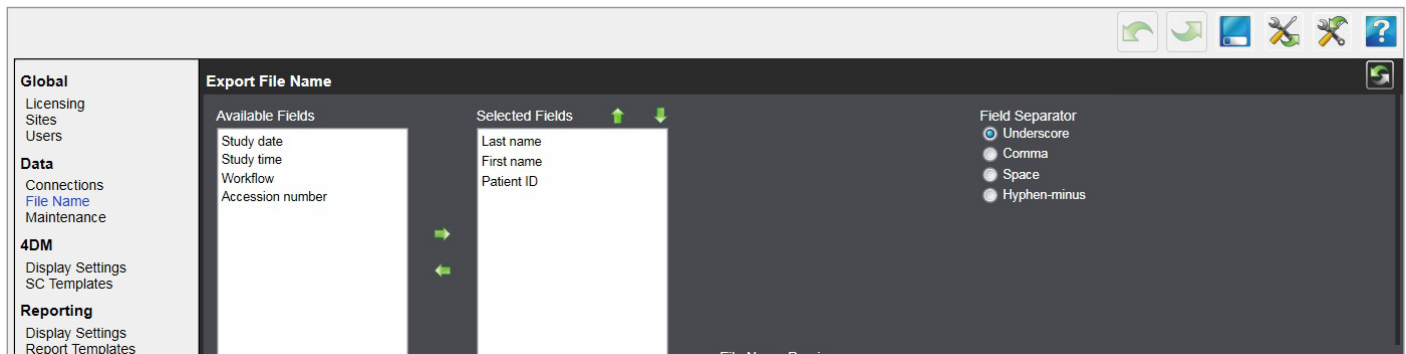 Global
Licensing
Sites
Users
Data
Connections
File Name
Maintenance
4DM
Display Settings
SC Templates
Reporting
Display Settings
Report Templates
Export File Name
Available Fields
Study date
Study time
Workflow
Accession number
Selected Fields
Last name
First name
Patient ID
Field Separator
Underscore
Comma
Space
Hyphen-minus
File Name